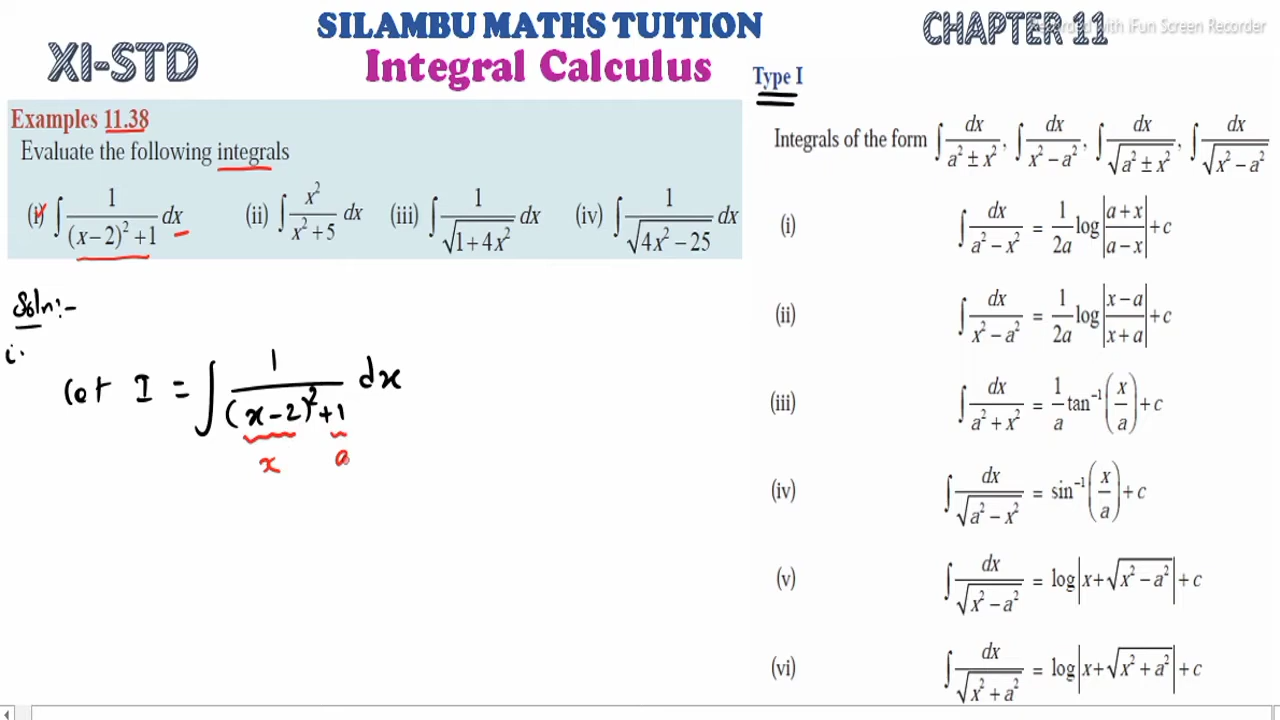 SILAMBU MATHS TUITION
XI-STD
Integral Calculus
CHAPTER 11
Recorded with iFun Screen Recorder
Type I
Examples 11.38
Evaluate the following integrals
(i) ∫ 1/((x−2)² +1) dx (ii) ∫ x²/(x² +5) dx (iii) ∫ 1/√(1+4x²) dx (iv) ∫ 1/√(4x² −25) dx
Soln:-
i.
Let I = ∫ 1/((x−2)² +1) dx
x a
Integrals of the form ∫ dx/(a² ± x²), ∫ dx/(x² − a²), ∫ dx/√(a² ± x²), ∫ dx/√(x² − a²)
(i) ∫ dx/(a² − x²) = 1/2a log |(a+x)/(a−x)| + c
(ii) ∫ dx/(x² − a²) = 1/2a log |(x−a)/(x+a)| + c
(iii) ∫ dx/(a² + x²) = 1/a tan⁻¹ (x/a) + c
(iv) ∫ dx/√(a² − x²) = sin⁻¹ (x/a) + c
(v) ∫ dx/√(x² − a²) = log |x+√(x² − a²)| + c
(vi) ∫ dx/√(x² + a²) = log |x+√(x² + a²)| + c